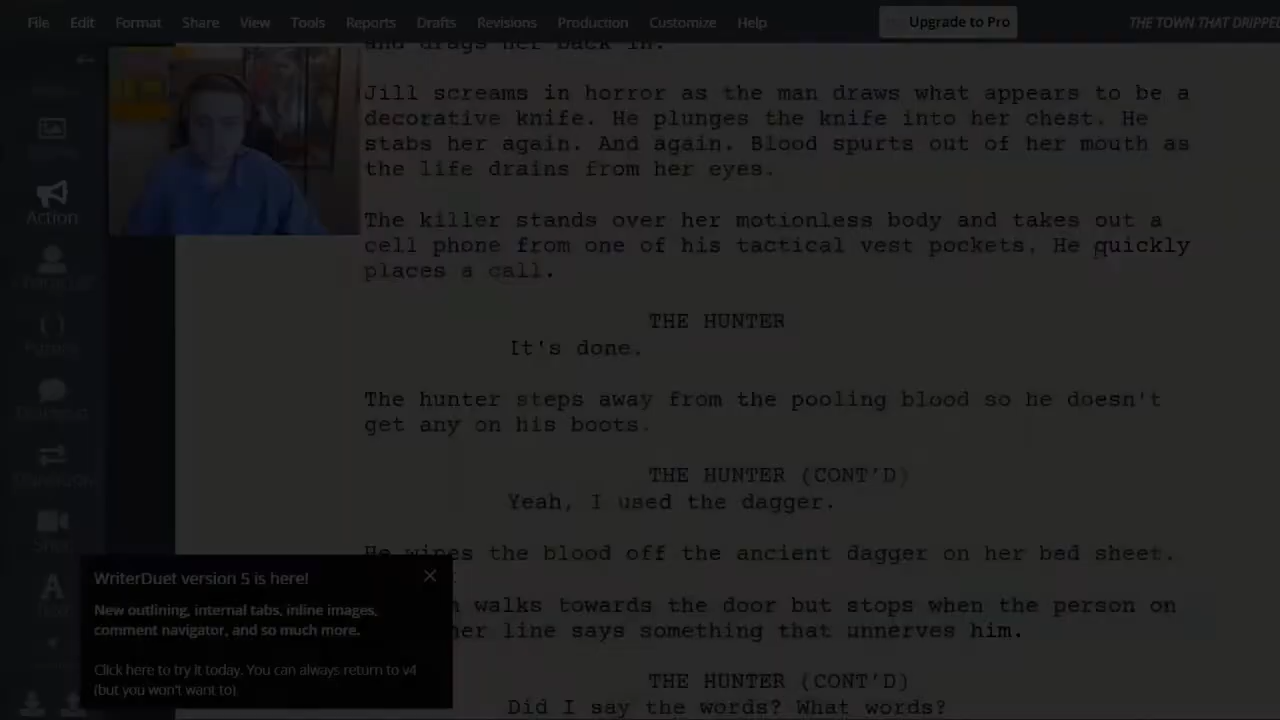 File Edit Format Share View Tools Reports Drafts Revisions Production Customize Help Upgrade to Pro THE TOWN THAT DRIPPED
and drags her back in.
Jill screams in horror as the man draws what appears to be a
decorative knife. He plunges the knife into her chest. He
stabs her again. And again. Blood spurts out of her mouth as
the life drains from her eyes.
The killer stands over her motionless body and takes out a
cell phone from one of his tactical vest pockets. He quickly
places a call.
THE HUNTER
It's done.
The hunter steps away from the pooling blood so he doesn't
get any on his boots.
THE HUNTER (CONT'D)
Yeah, I used the dagger.
He wipes the blood off the ancient dagger on her bed sheet.
walks towards the door but stops when the person on
line says something that unnerves him.
THE HUNTER (CONT'D)
Did I say the words? What words?
Action
Shot
Text
WriterDuet version 5 is here!
New outlining, internal tabs, inline images,
comment navigator, and so much more.
Click here to try it today. You can always return to v4
(but you won't want to)